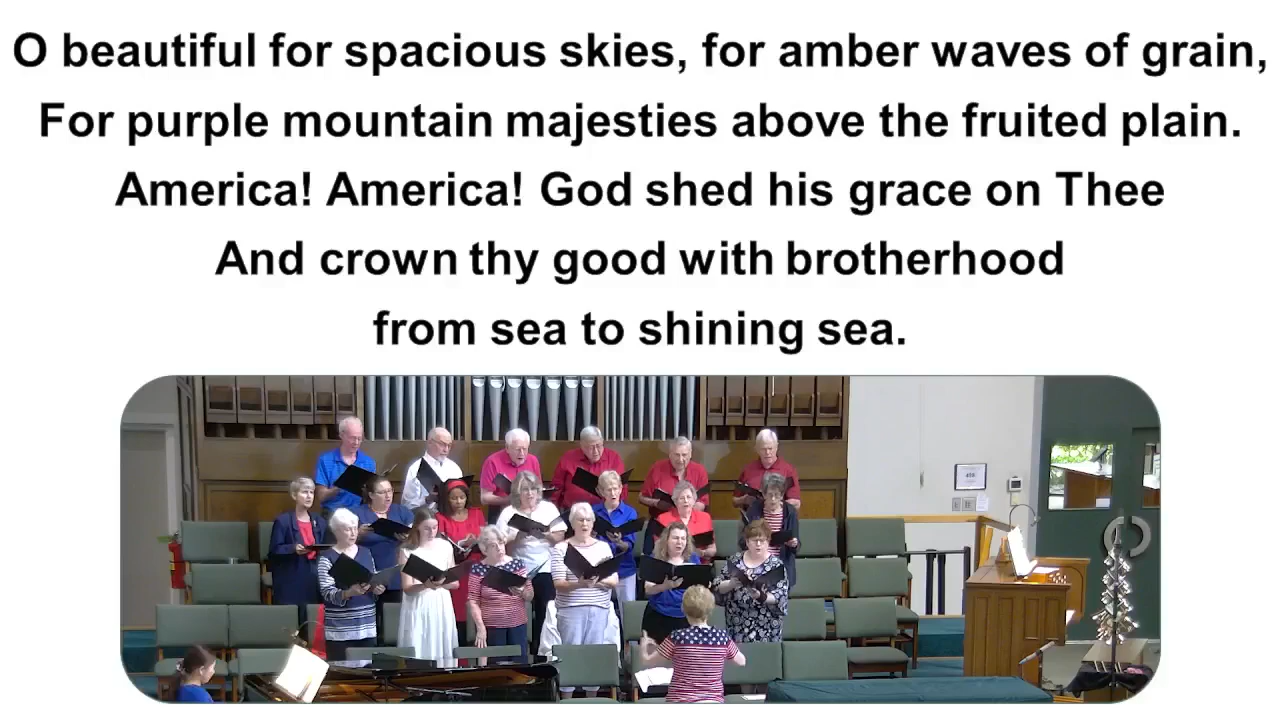 O beautiful for spacious skies, for amber waves of grain,
For purple mountain majesties above the fruited plain.
America! America! God shed his grace on Thee
And crown thy good with brotherhood
from sea to shining sea.